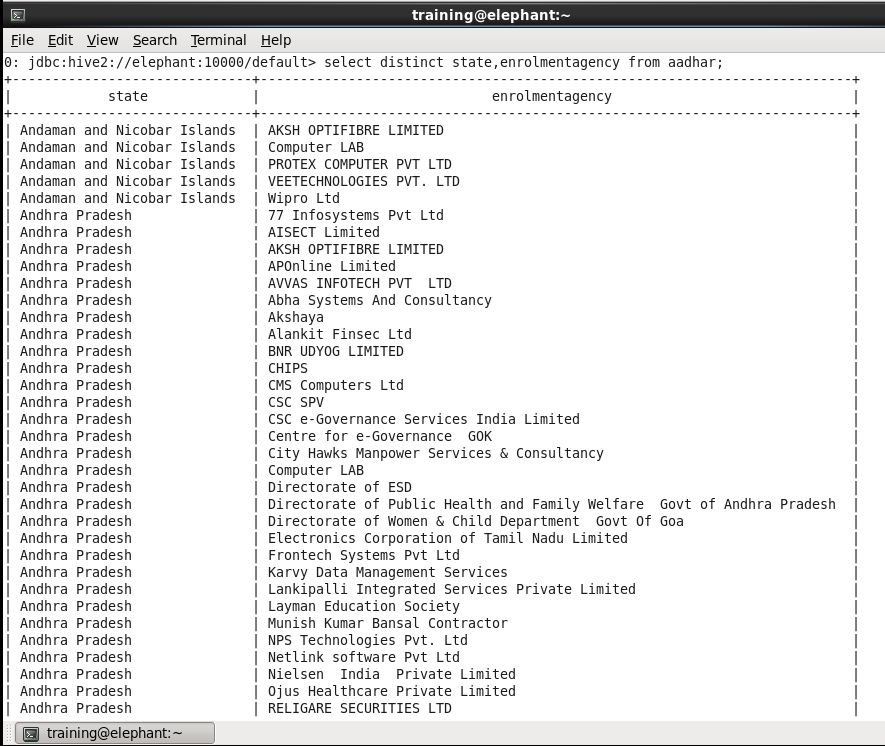 training@elephant:~
File Edit View Search Terminal Help
0: jdbc:hive2://elephant:10000/default> select distinct state,enrolmentagency from aadhar;
+------------------------------+--------------------------------------------------------------------------+
| state | enrolmentagency |
+------------------------------+--------------------------------------------------------------------------+
| Andaman and Nicobar Islands | AKSH OPTIFIBRE LIMITED |
| Andaman and Nicobar Islands | Computer LAB |
| Andaman and Nicobar Islands | PROTEX COMPUTER PVT LTD |
| Andaman and Nicobar Islands | VEETECHNOLOGIES PVT. LTD |
| Andaman and Nicobar Islands | Wipro Ltd |
| Andhra Pradesh | 77 Infosystems Pvt Ltd |
| Andhra Pradesh | AISECT Limited |
| Andhra Pradesh | AKSH OPTIFIBRE LIMITED |
| Andhra Pradesh | APOnline Limited |
| Andhra Pradesh | AVVAS INFOTECH PVT  LTD |
| Andhra Pradesh | Abha Systems And Consultancy |
| Andhra Pradesh | Akshaya |
| Andhra Pradesh | Alankit Finsec Ltd |
| Andhra Pradesh | BNR UDYOG LIMITED |
| Andhra Pradesh | CHIPS |
| Andhra Pradesh | CMS Computers Ltd |
| Andhra Pradesh | CSC SPV |
| Andhra Pradesh | CSC e-Governance Services India Limited |
| Andhra Pradesh | Centre for e-Governance  GOK |
| Andhra Pradesh | City Hawks Manpower Services & Consultancy |
| Andhra Pradesh | Computer LAB |
| Andhra Pradesh | Directorate of ESD |
| Andhra Pradesh | Directorate of Public Health and Family Welfare  Govt of Andhra Pradesh |
| Andhra Pradesh | Directorate of Women & Child Department  Govt Of Goa |
| Andhra Pradesh | Electronics Corporation of Tamil Nadu Limited |
| Andhra Pradesh | Frontech Systems Pvt Ltd |
| Andhra Pradesh | Karvy Data Management Services |
| Andhra Pradesh | Lankipalli Integrated Services Private Limited |
| Andhra Pradesh | Layman Education Society |
| Andhra Pradesh | Munish Kumar Bansal Contractor |
| Andhra Pradesh | NPS Technologies Pvt. Ltd |
| Andhra Pradesh | Netlink software Pvt Ltd |
| Andhra Pradesh | Nielsen  India  Private Limited |
| Andhra Pradesh | Ojus Healthcare Private Limited |
| Andhra Pradesh | RELIGARE SECURITIES LTD |
training@elephant:~